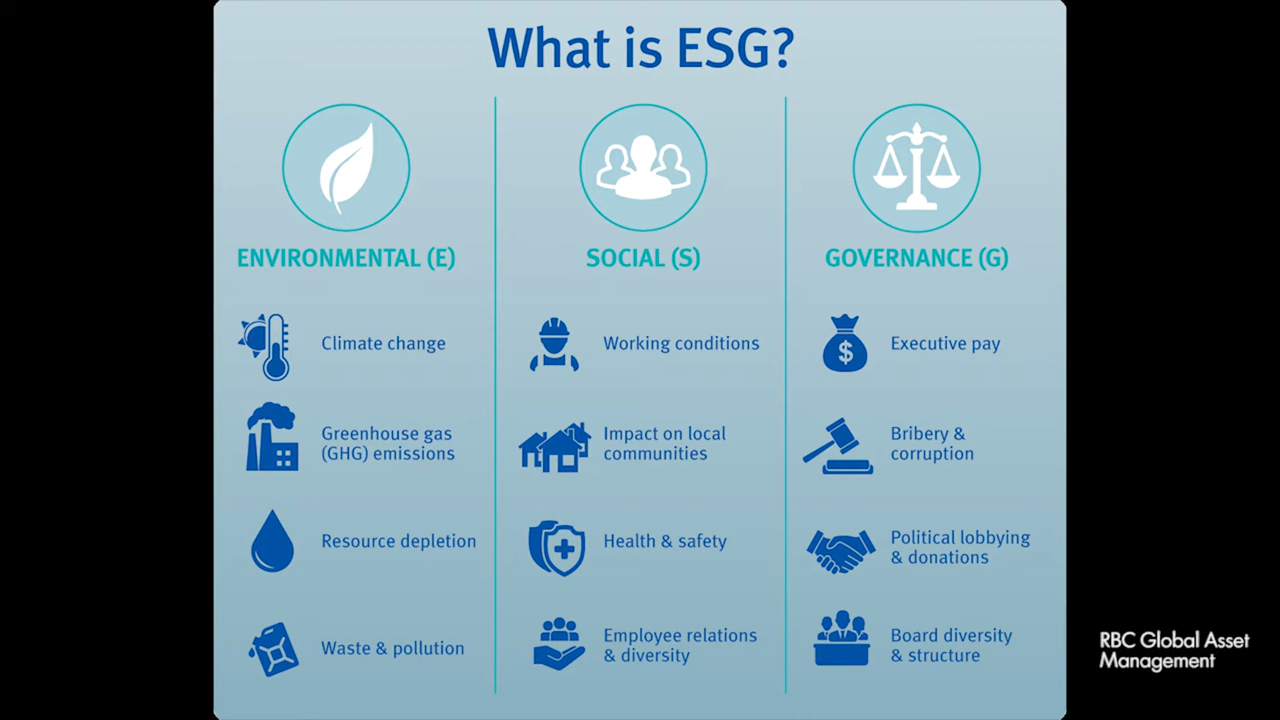 What is ESG?
ENVIRONMENTAL (E)
Climate change
Greenhouse gas
(GHG) emissions
Resource depletion
Waste & pollution
SOCIAL (S)
Working conditions
Impact on local
communities
Health & safety
Employee relations
& diversity
GOVERNANCE (G)
$
Executive pay
Bribery &
corruption
Political lobbying
& donations
Board diversity
& structure
RBC Global Asset
Management